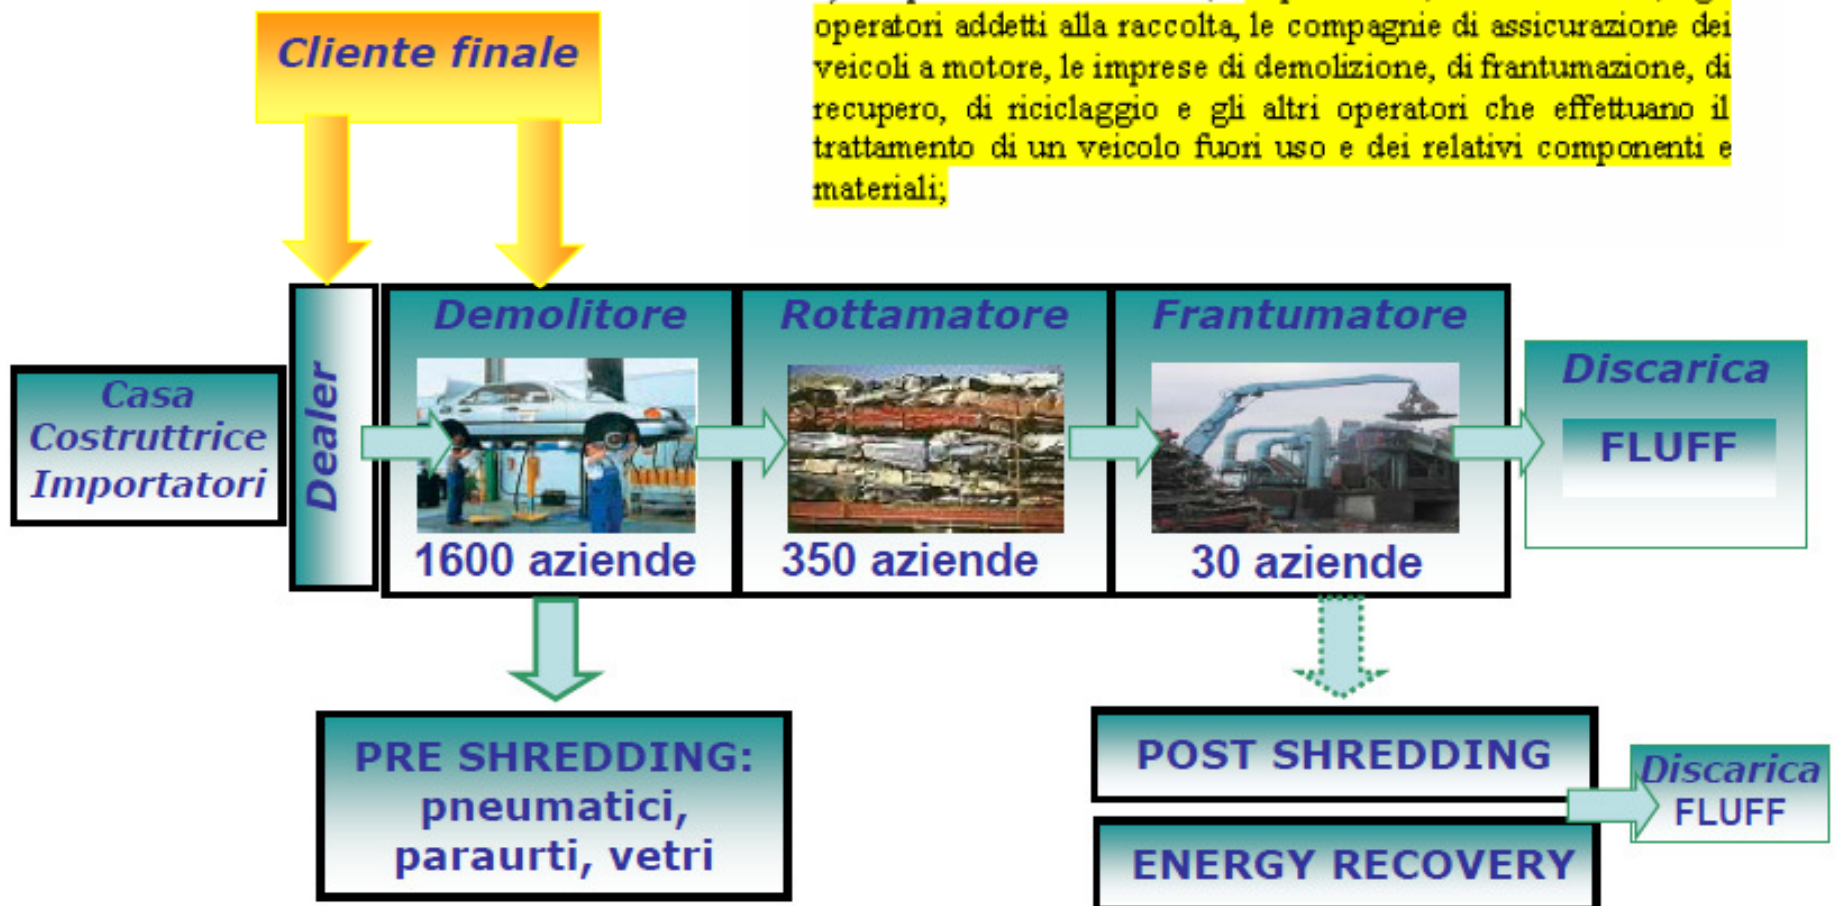 Cliente finale
operatori addetti alla raccolta, le compagnie di assicurazione dei
veicoli a motore, le imprese di demolizione, di frantumazione, di
recupero, di riciclaggio e gli altri operatori che effettuano il
trattamento di un veicolo fuori uso e dei relativi componenti e
materiali;
Casa
Costruttrice
Importatori
Dealer
Demolitore
1600 aziende
Rottamatore
350 aziende
Frantumatore
30 aziende
Discarica
FLUFF
PRE SHREDDING:
pneumatici,
paraurti, vetri
POST SHREDDING
ENERGY RECOVERY
Discarica
FLUFF